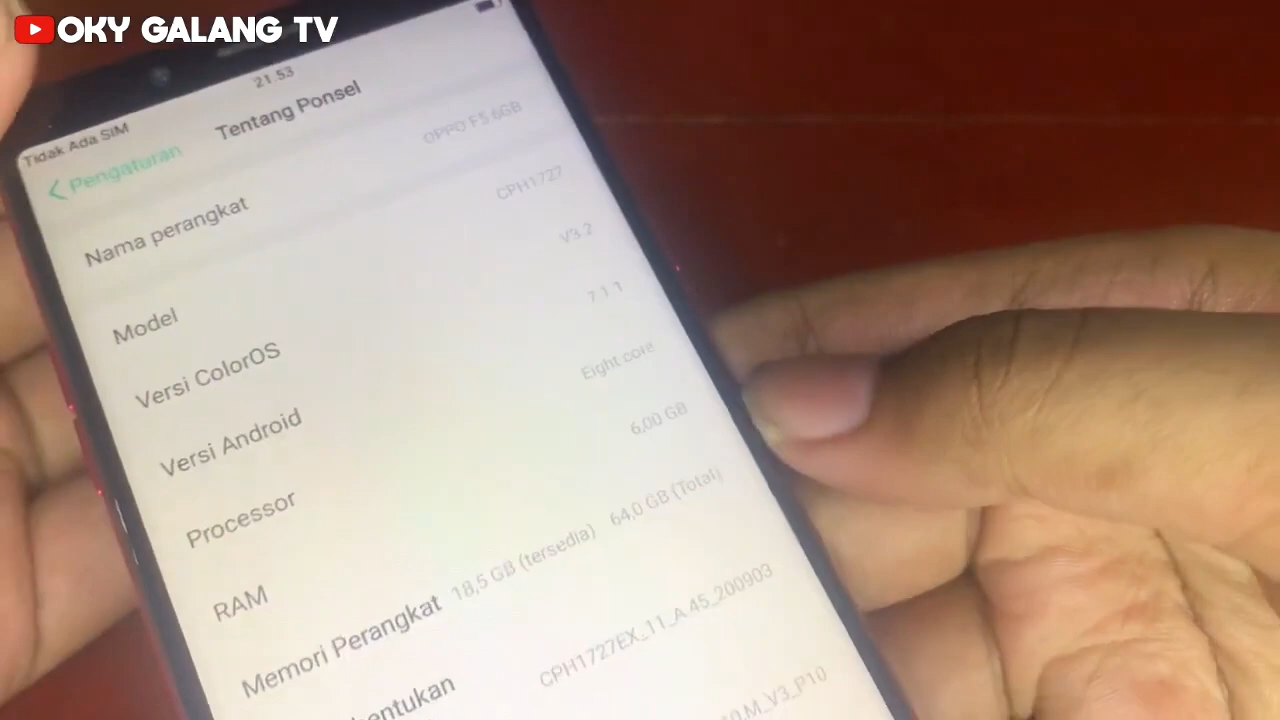 OKY GALANG TV
21.53
Tidak Ada SIM
Pengaturan
Tentang Ponsel
Nama perangkat OPPO F5 6GB
Model CPH1727
Versi ColorOS V3.2
Versi Android 7.1.1
Processor Eight core
RAM 6,00 GB
Memori Perangkat 18,5 GB (tersedia) 64,0 GB (Total)
CPH1727EX_11_A.45_200903